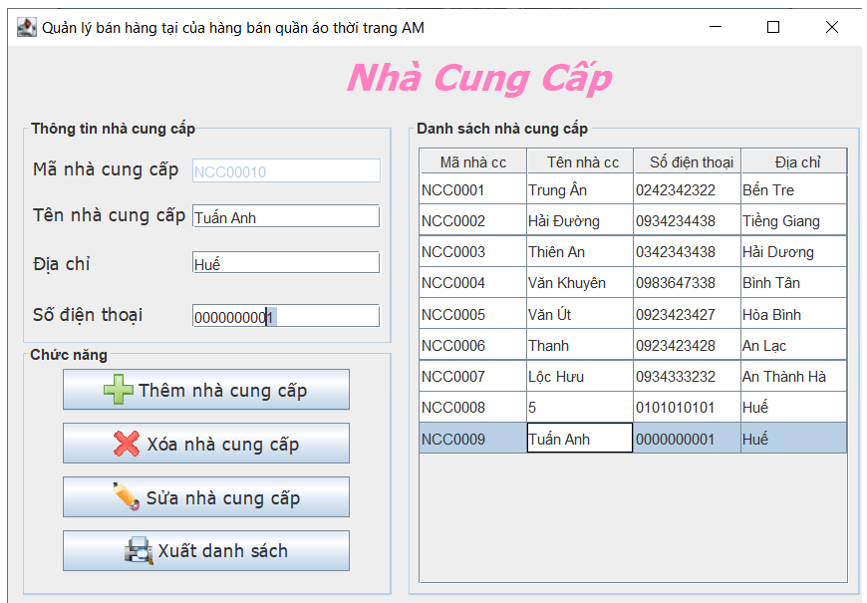 Quản lý bán hàng tại của hàng bán quần áo thời trang AM
Nhà Cung Cấp
Thông tin nhà cung cấp
Mã nhà cung cấp NCC00010
Tên nhà cung cấp Tuấn Anh
Địa chỉ Huế
Số điện thoại 0000000001
Chức năng
Thêm nhà cung cấp
Xóa nhà cung cấp
Sửa nhà cung cấp
Xuất danh sách
Danh sách nhà cung cấp
Mã nhà cc Tên nhà cc Số điện thoại Địa chỉ
NCC0001 Trung Ân 0242342322 Bến Tre
NCC0002 Hải Đường 0934234438 Tiềng Giang
NCC0003 Thiên An 0342343438 Hải Dương
NCC0004 Văn Khuyên 0983647338 Bình Tân
NCC0005 Văn Út 0923423427 Hòa Bình
NCC0006 Thanh 0923423428 An Lạc
NCC0007 Lộc Hưu 0934333232 An Thành Hà
NCC0008 5 0101010101 Huế
NCC0009 Tuấn Anh 0000000001 Huế